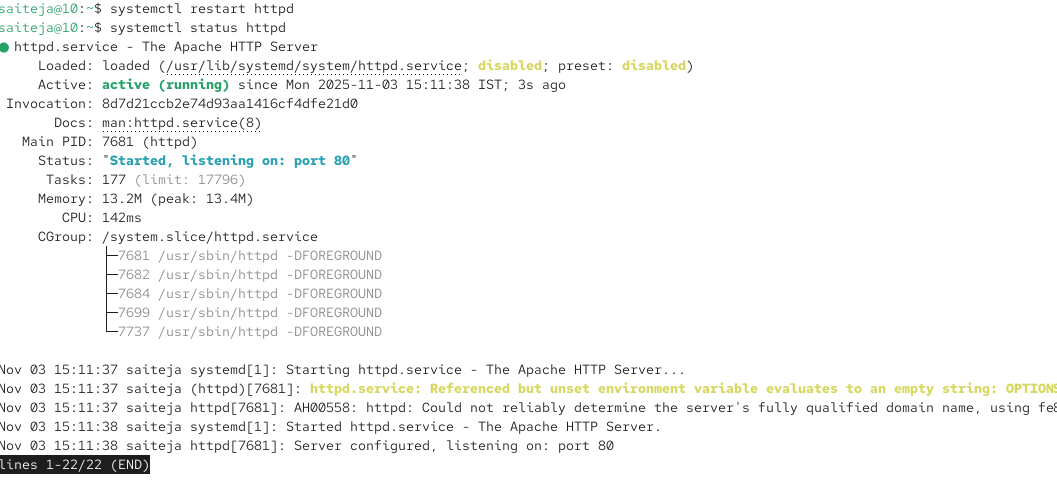 saiteja@10:~$ systemctl restart httpd
saiteja@10:~$ systemctl status httpd
● httpd.service - The Apache HTTP Server
     Loaded: loaded (/usr/lib/systemd/system/httpd.service; disabled; preset: disabled)
     Active: active (running) since Mon 2025-11-03 15:11:38 IST; 3s ago
 Invocation: 8d7d21ccb2e74d93aa1416cf4dfe21d0
       Docs: man:httpd.service(8)
   Main PID: 7681 (httpd)
     Status: "Started, listening on: port 80"
      Tasks: 177 (limit: 17796)
     Memory: 13.2M (peak: 13.4M)
        CPU: 142ms
     CGroup: /system.slice/httpd.service
             ├─7681 /usr/sbin/httpd -DFOREGROUND
             ├─7682 /usr/sbin/httpd -DFOREGROUND
             ├─7684 /usr/sbin/httpd -DFOREGROUND
             ├─7699 /usr/sbin/httpd -DFOREGROUND
             └─7737 /usr/sbin/httpd -DFOREGROUND

Nov 03 15:11:37 saiteja systemd[1]: Starting httpd.service - The Apache HTTP Server...
Nov 03 15:11:37 saiteja (httpd)[7681]: httpd.service: Referenced but unset environment variable evaluates to an empty string: OPTIONS
Nov 03 15:11:37 saiteja httpd[7681]: AH00558: httpd: Could not reliably determine the server's fully qualified domain name, using
Nov 03 15:11:38 saiteja systemd[1]: Started httpd.service - The Apache HTTP Server.
Nov 03 15:11:38 saiteja httpd[7681]: Server configured, listening on: port 80
lines 1-22/22 (END)